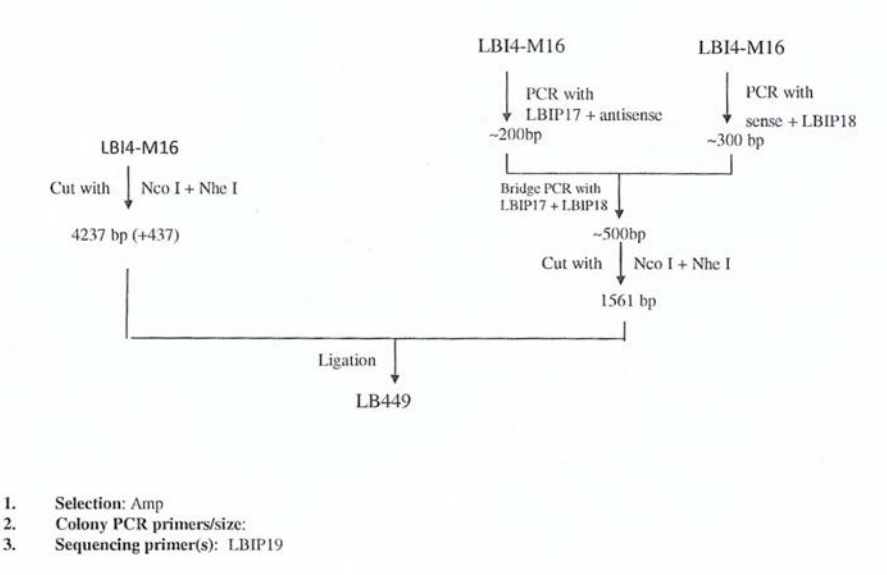 LBI4-M16
LBI4-M16
PCR with
LBIP17 + antisense
PCR with
sense + LBIP18
~200bp
~300 bp
LBI4-M16
Cut with
Nco I + Nhe I
4237 bp (+437)
Bridge PCR with
LBIP17 + LBIP18
~500bp
Cut with
Nco I + Nhe I
1561 bp
Ligation
LB449
1. Selection: Amp
2. Colony PCR primers/size:
3. Sequencing primer(s): LBIP19